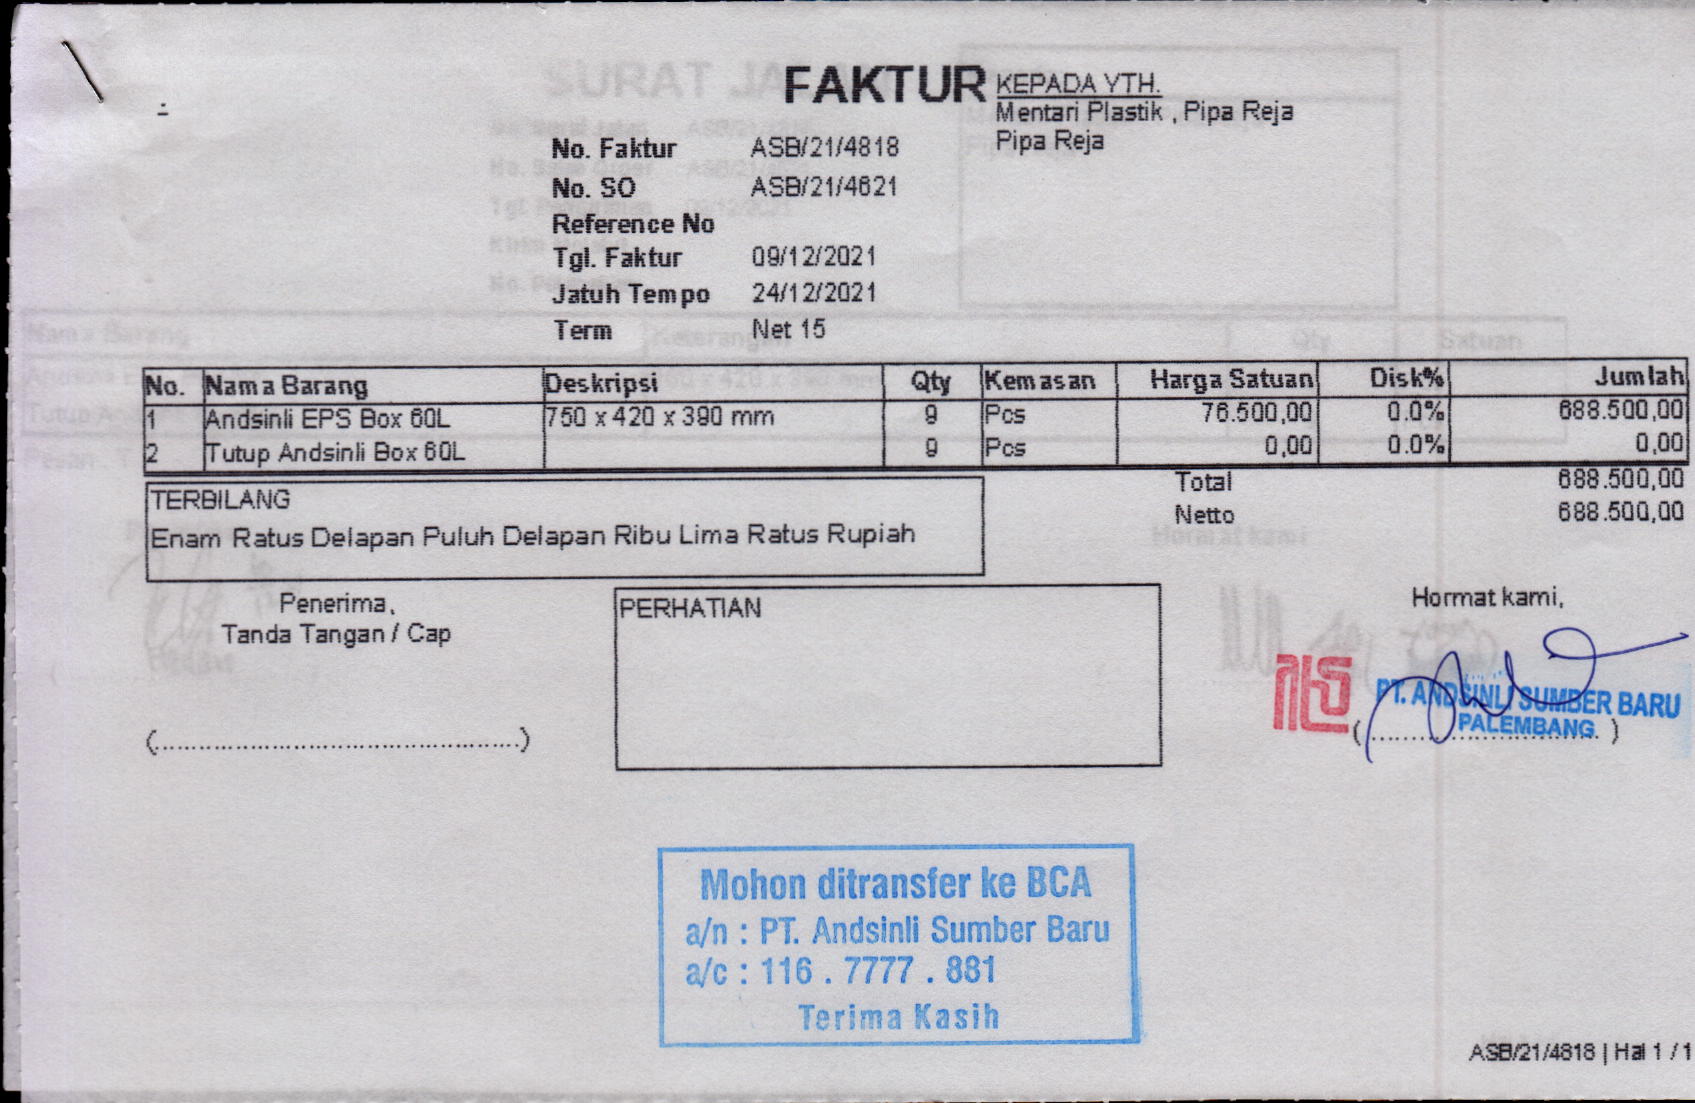 FAKTUR
KEPADA YTH.
Mentari Plastik , Pipa Reja
Pipa Reja
No. Faktur ASB/21/4818
No. SO ASB/21/4621
Reference No
Tgl. Faktur 09/12/2021
Jatuh Tempo 24/12/2021
Term Net 15
No. Nama Barang Deskripsi Qty Kemasan Harga Satuan Disk% Jumlah
1 Andsinli EPS Box 60L 750 x 420 x 390 mm 9 Pcs 76.500,00 0.0% 688.500,00
2 Tutup Andsinli Box 60L 9 Pcs 0,00 0.0% 0,00
Total 688.500,00
Netto 688.500,00
TERBILANG
Enam Ratus Delapan Puluh Delapan Ribu Lima Ratus Rupiah
Penerima,
Tanda Tangan / Cap
PERHATIAN
Hormat kami,
PT. ANDSINLI SUMBER BARU
PALEMBANG
Mohon ditransfer ke BCA
a/n : PT. Andsinli Sumber Baru
a/c : 116 . 7777 . 881
Terima Kasih
ASB/21/4818 | Hal 1 / 1